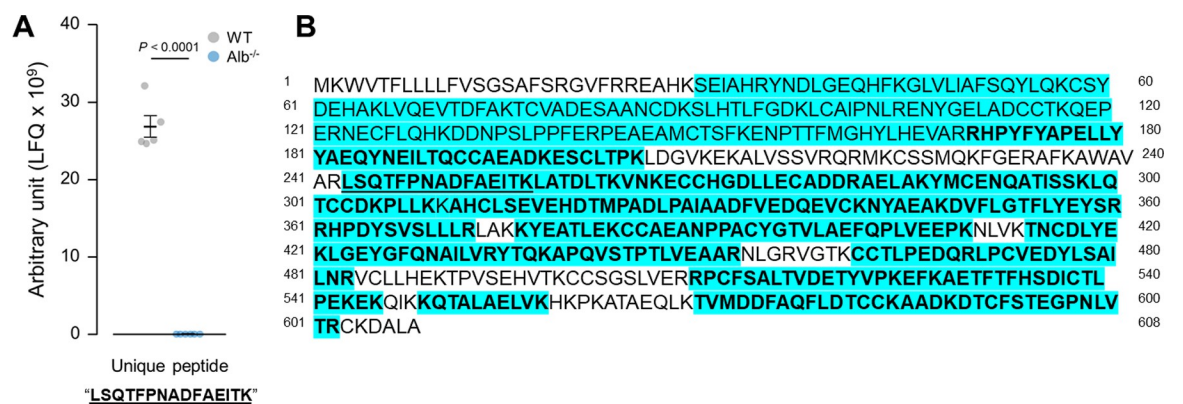 A
B
40
30
20
10
0
Arbitrary unit (LFQ x 10⁹)
P < 0.0001
WT
Alb-/-
Unique peptide
“LSQTFPNADFAEITK”
1 MKWVTFLLLLFVSGSAFSRGVFRREAHKSEIAHRYNDLGEQHFKGLVLIAFSQYLQKCSY 60
61 DEHAKLVQEVTDFAKTCVADESAANCDKSLHTLFGDKLCAIPNLRENYGELADCCTKQEP 120
121 ERNECFLQHKDDNPSLPPFERPEAEAMCTSFKENPTTFMGHYLHEVARRHPYFYAPELLY 180
181 YAEQYNEILTQCCAEADKESCLTPKLDGVKEKALVSSVRQRMKCSSMQKFGERAFKAWAV 240
241 ARLSQTFPNADFAEITKLATDLTKVNKECCHGDLLECADDRAELAKYMCENQATISSKLQ 300
301 TCCDKPLLKKAHCLSEVEHDTMPADLPAIAADFVEDQEVCKNYAEAKDVFLGTFLYEYSR 360
361 RHPDYSVSLLLRLAKKYEATLEKCCAEANPPACYGTVLAEFQPLVEEPKNLVKTNCDLYE 420
421 KLGEYGFQNAILVRYTQKAPQVSTPTLVEAARNLGRVGTKCCTLPEDQRLPCVEDYLSAI 480
481 LNRVCLLHEKTPVSEHVTKCCSGSLVERRPCFSALTVDETYVPKEFKAETFTFHSDICTL 540
541 PEKEKQIKKQTALAELVKHKPKATAEQLKTVMDDFAQFLDTCCKAADKDTCFSTEGPNLV 600
601 TRCKDALA 608